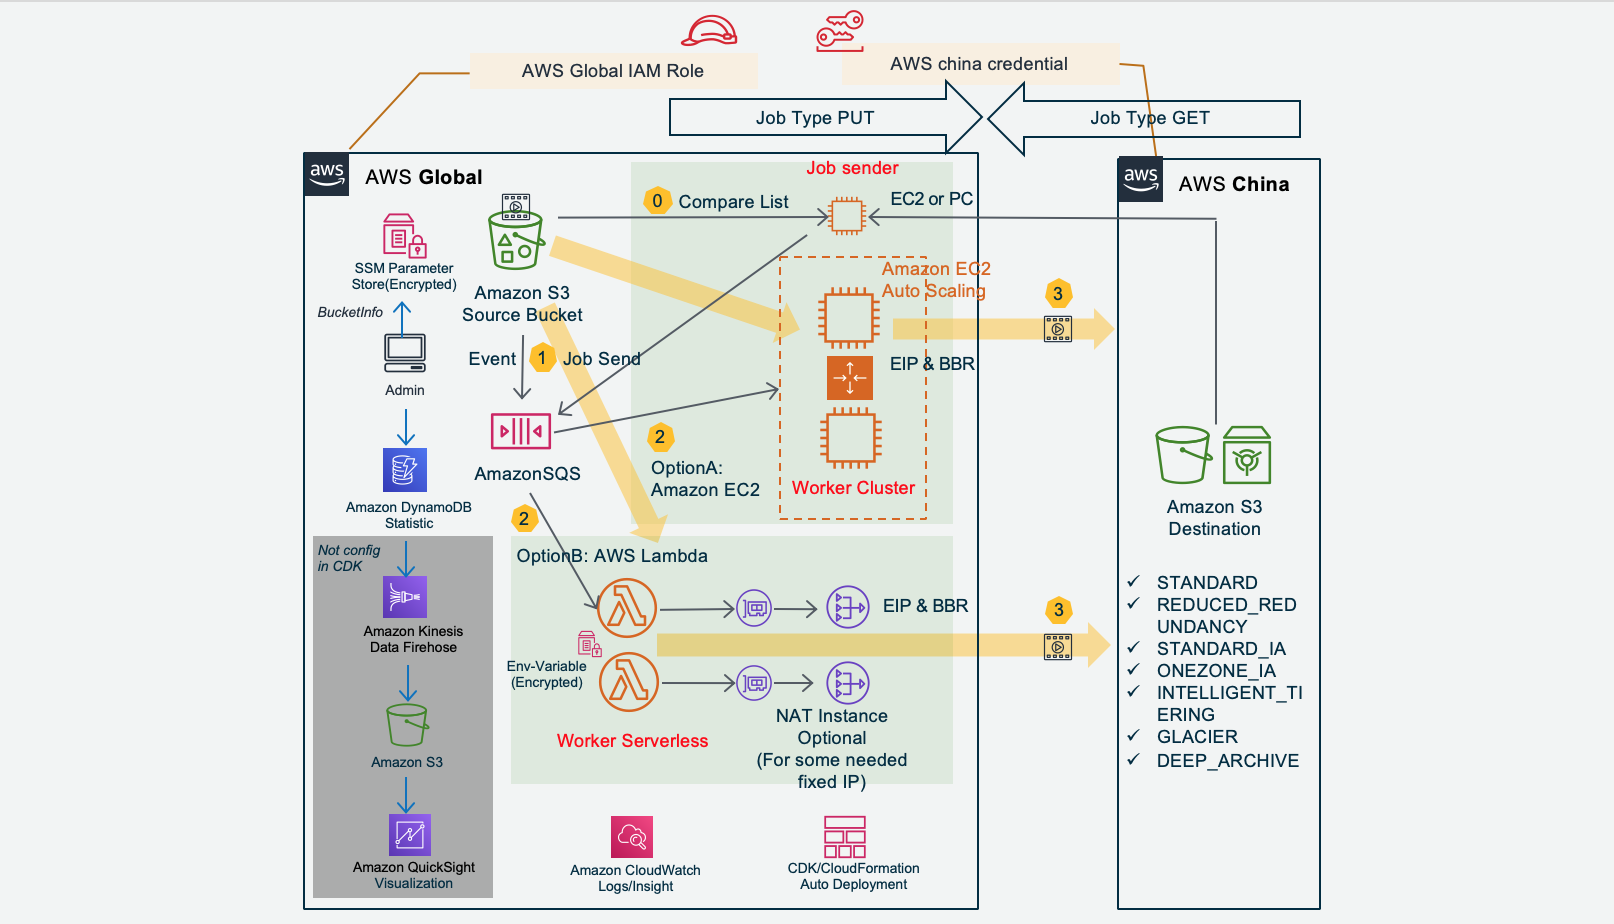 AWS Global IAM Role
AWS china credential
Job Type PUT
Job Type GET
aws
AWS Global
aws
AWS China
Job sender
0
Compare List
EC2 or PC
SSM Parameter
Store(Encrypted)
BucketInfo
Admin
Amazon S3
Source Bucket
Event
1
Job Send
Amazon EC2
Auto Scaling
EIP & BBR
3
AmazonSQS
2
OptionA:
Amazon EC2
Worker Cluster
Amazon DynamoDB
Statistic
2
OptionB: AWS Lambda
Not config
in CDK
EIP & BBR
3
Amazon Kinesis
Data Firehose
Env-Variable
(Encrypted)
Worker Serverless
NAT Instance
Optional
(For some needed
fixed IP)
Amazon S3
Amazon QuickSight
Visualization
Amazon CloudWatch
Logs/Insight
CDK/CloudFormation
Auto Deployment
Amazon S3
Destination
✓ STANDARD
✓ REDUCED_RED
UNDANCY
✓ STANDARD_IA
✓ ONEZONE_IA
✓ INTELLIGENT_TI
ERING
✓ GLACIER
✓ DEEP_ARCHIVE